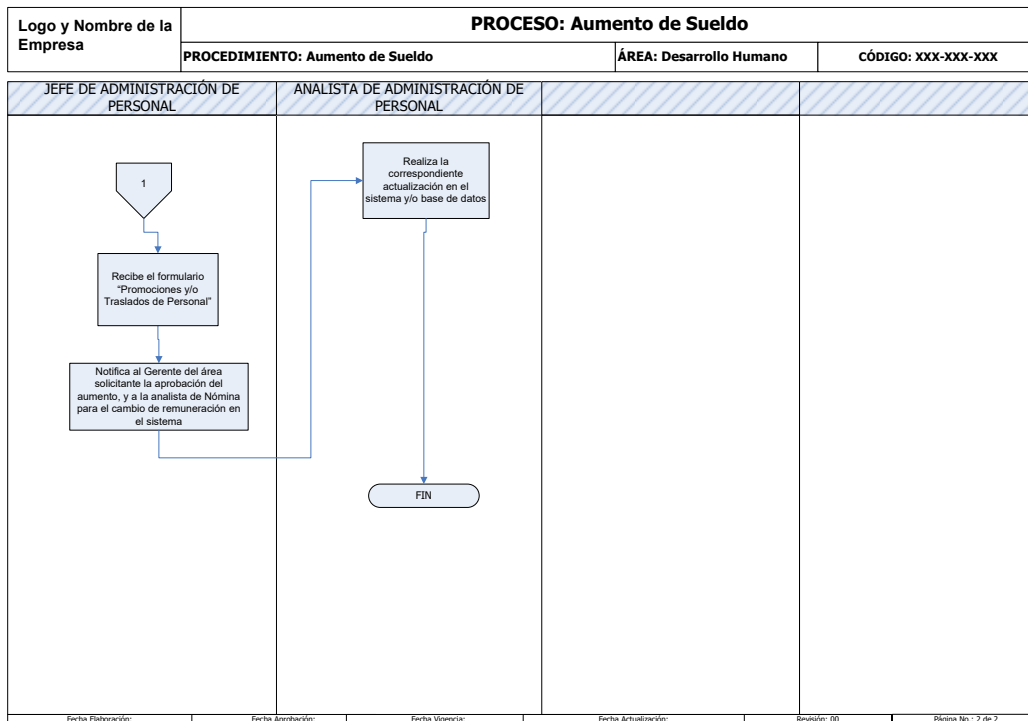 Logo y Nombre de la
Empresa
PROCESO: Aumento de Sueldo
PROCEDIMIENTO: Aumento de Sueldo
ÁREA: Desarrollo Humano
CÓDIGO: XXX-XXX-XXX
JEFE DE ADMINISTRACIÓN DE
PERSONAL
ANALISTA DE ADMINISTRACIÓN DE
PERSONAL
1
Recibe el formulario
“Promociones y/o
Traslados de Personal”
Notifica al Gerente del área
solicitante la aprobación del
aumento, y a la analista de Nómina
para el cambio de remuneración en
el sistema
Realiza la
correspondiente
actualización en el
sistema y/o base de datos
FIN
Fecha Elaboración:
Fecha Aprobación:
Fecha Vigencia:
Fecha Actualización:
Revisión: 00
Página No.: 2 de 2